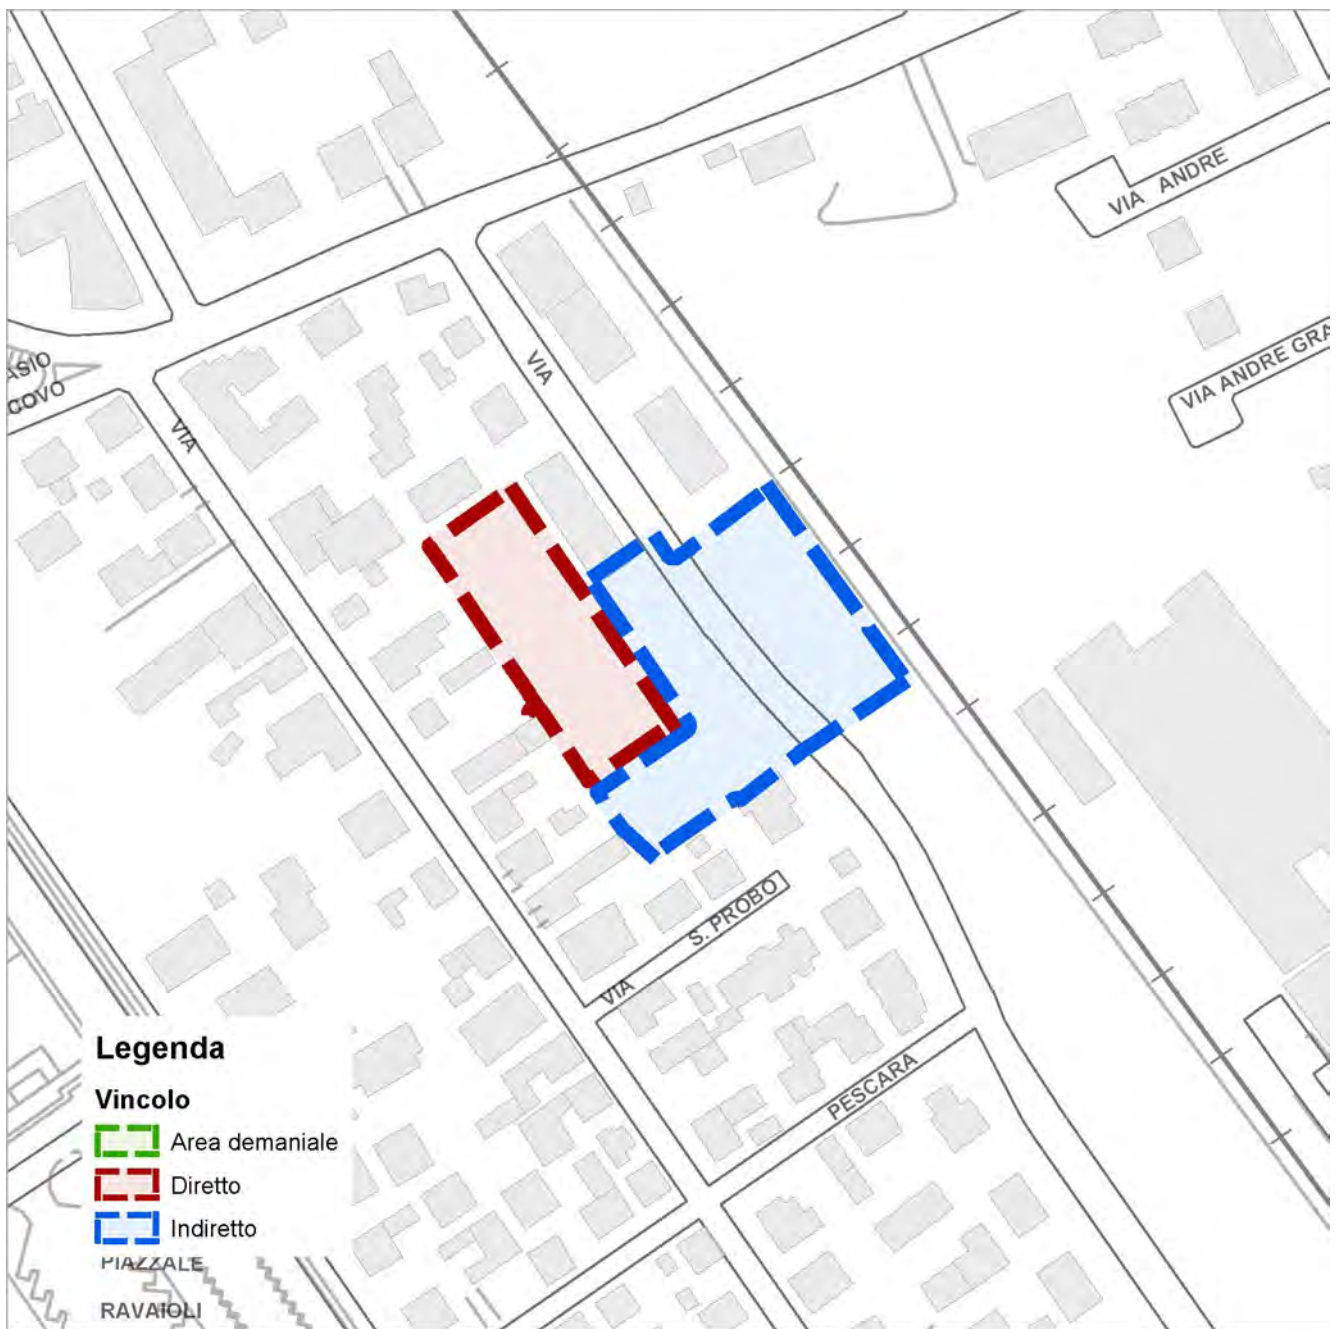 VIA ANDRE
VIA ANDRE GRA
ASIO
COVO
VIA
VIA
S. PROBO
VIA
PESCARA
Legenda
Vincolo
Area demaniale
Diretto
Indiretto
PIAZZALE
RAVAIOLI